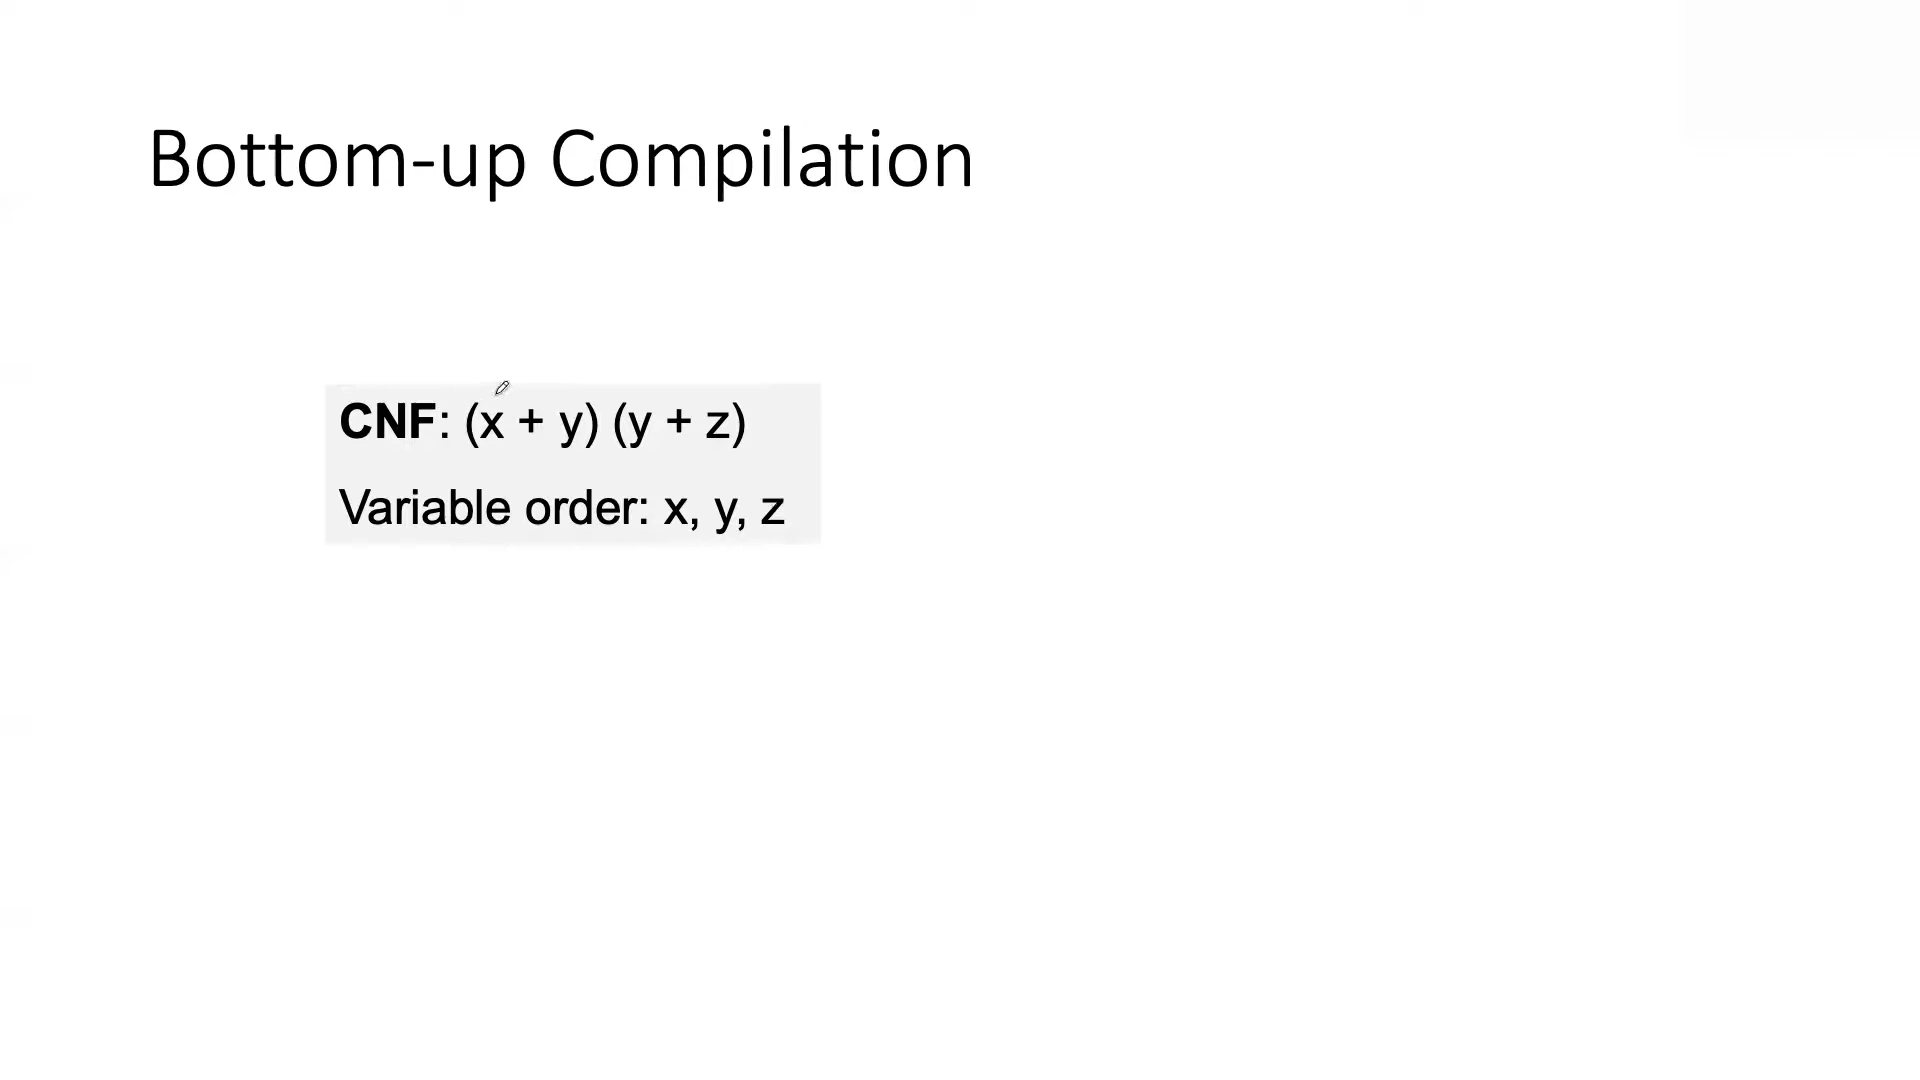 Bottom-up Compilation
CNF: (x + y) (y + z)
Variable order: x, y, z